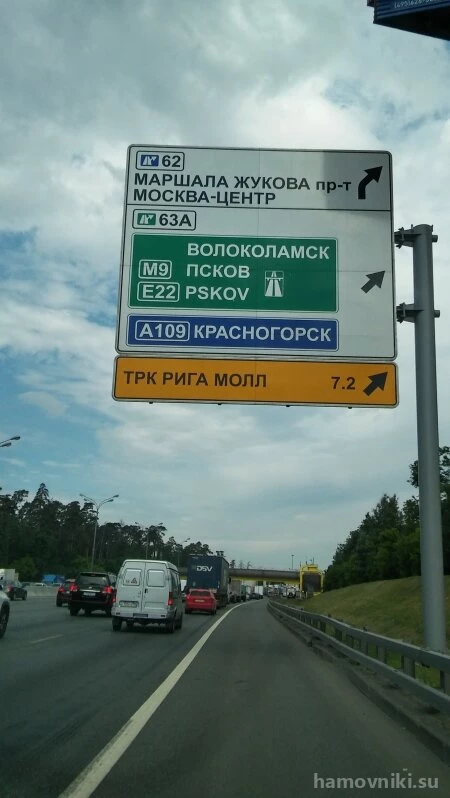 62
МАРШАЛА ЖУКОВА пр-т
МОСКВА-ЦЕНТР
63А
ВОЛОКОЛАМСК
М9 ПСКОВ
E22 PSKOV
А109 КРАСНОГОРСК
ТРК РИГА МОЛЛ 7.2
DSV
hamovniki.su